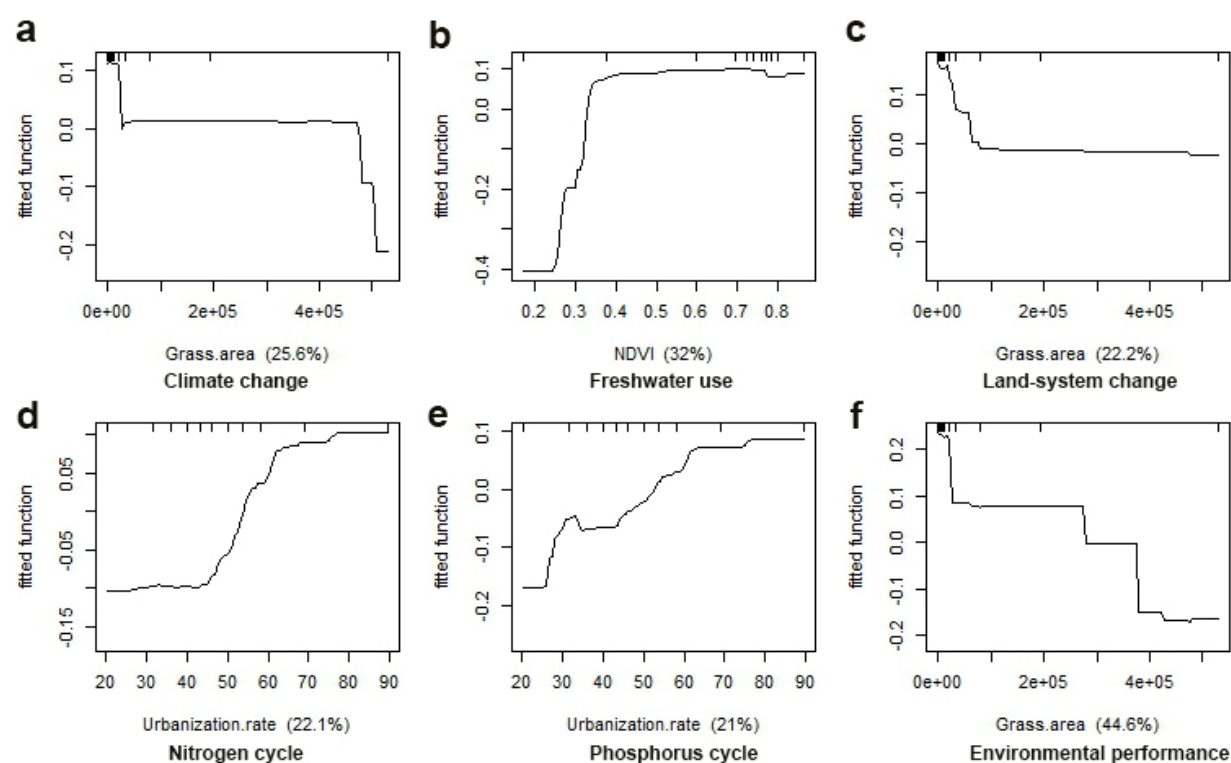 a
fitted function
0.1
0.0
-0.1
-0.2
0e+00 2e+05 4e+05
Grass.area (25.6%)
Climate change
b
fitted function
0.1
0.0
-0.2
-0.4
0.2 0.3 0.4 0.5 0.6 0.7 0.8
NDVI (32%)
Freshwater use
c
fitted function
0.1
0.0
-0.1
-0.2
0e+00 2e+05 4e+05
Grass.area (22.2%)
Land-system change
d
fitted function
0.05
-0.05
-0.15
20 30 40 50 60 70 80 90
Urbanization.rate (22.1%)
Nitrogen cycle
e
fitted function
0.1
0.0
-0.1
-0.2
20 30 40 50 60 70 80 90
Urbanization.rate (21%)
Phosphorus cycle
f
fitted function
0.2
0.1
0.0
-0.1
-0.2
0e+00 2e+05 4e+05
Grass.area (44.6%)
Environmental performance